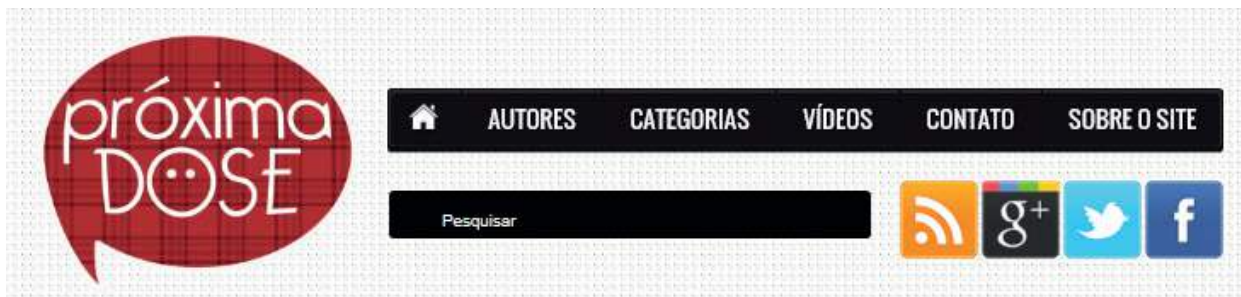 próxima
DOSE
AUTORES CATEGORIAS VÍDEOS CONTATO SOBRE O SITE
Pesquisar
g+
f